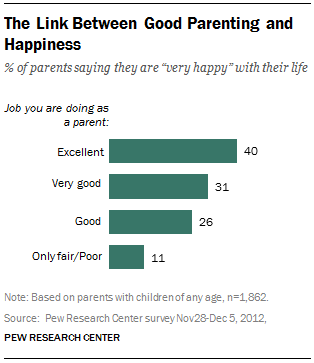 The Link Between Good Parenting and
Happiness
% of parents saying they are “very happy” with their life
Job you are doing as
a parent:
Excellent 40
Very good 31
Good 26
Only fair/Poor 11
Note: Based on parents with children of any age, n=1,862.
Source: Pew Research Center survey Nov28-Dec 5, 2012,
PEW RESEARCH CENTER